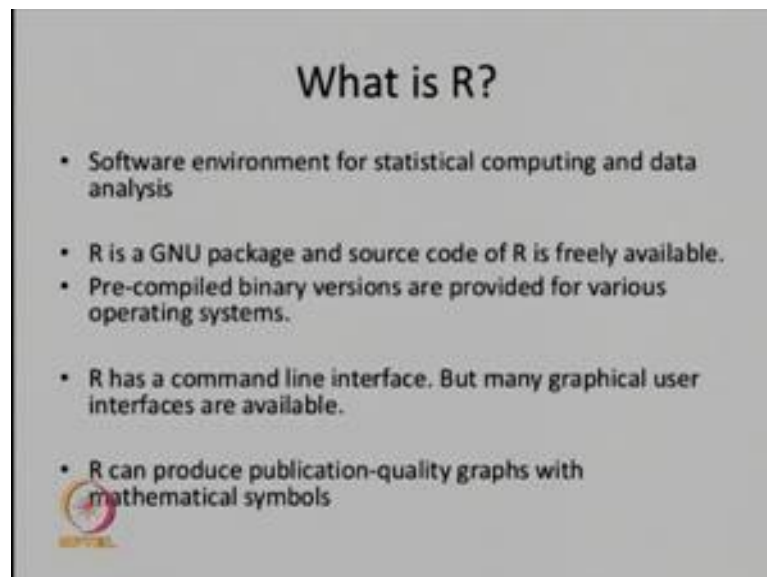 What is R?
• Software environment for statistical computing and data
analysis
• R is a GNU package and source code of R is freely available.
• Pre-compiled binary versions are provided for various
operating systems.
• R has a command line interface. But many graphical user
interfaces are available.
• R can produce publication-quality graphs with
mathematical symbols
NPTEL